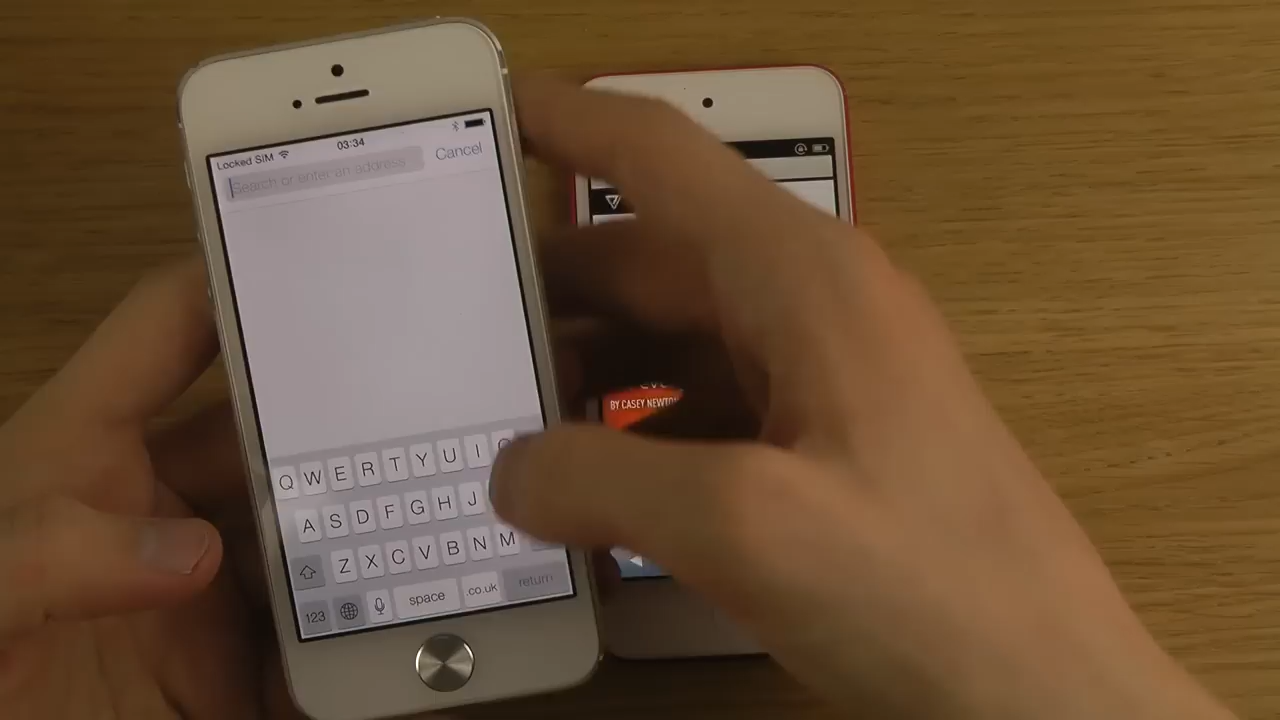 Locked SIM 03:34
Search or enter an address Cancel
BY CASEY NEWTON
Q W E R T Y U I O
A S D F G H J
Z X C V B N M
123 space .co.uk return